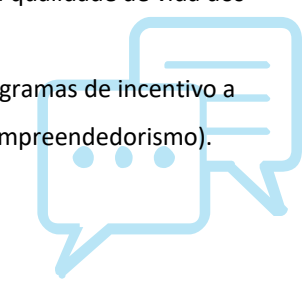 qualidade de vida dos
gramas de incentivo a
mpreendedorismo).